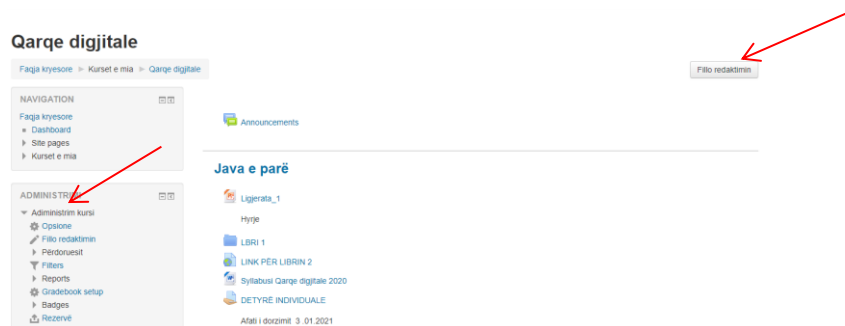 Qarqe digjitale
Faqja kryesore Kurset e mia Qarqe digjitale
Fillo redaktimin
NAVIGATION
Faqja kryesore
Dashboard
Site pages
Kurset e mia
ADMINISTRIM
Adiministrim kursi
Opsione
Fillo redaktimin
Përdoruesit
Filters
Reports
Gradebook setup
Badges
Rezervë
Announcements
Java e parë
Ligjerata_1
Hyrje
LBRI 1
LINK PËR LIBRIN 2
Syllabusi Qarqe digjitale 2020
DETYRË INDIVIDUALE
Afati i dorzimit 3 .01.2021